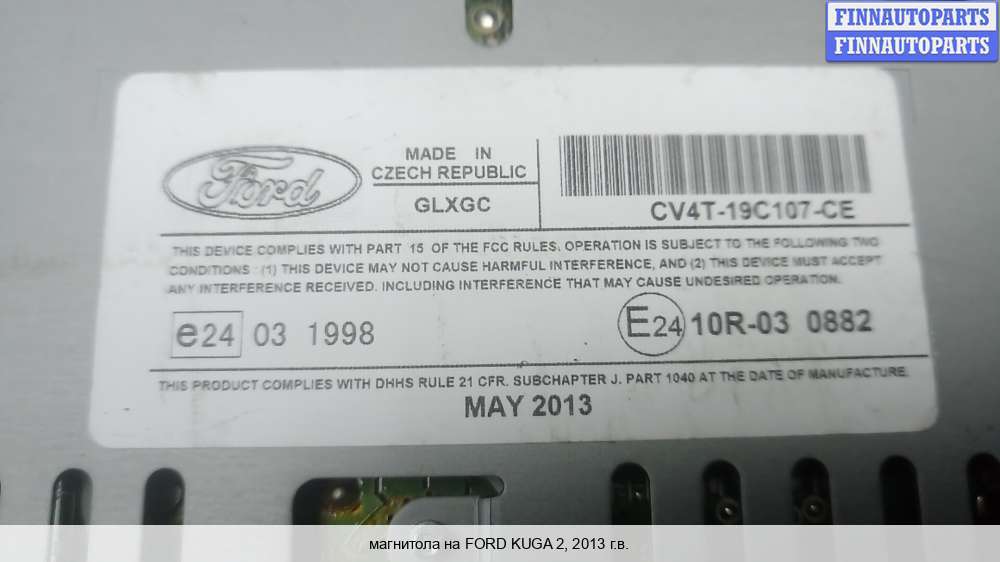 FINNAUTOPARTS
FINNAUTOPARTS
Ford
MADE IN
CZECH REPUBLIC
GLXGC
CV4T-19C107-CE
THIS DEVICE COMPLIES WITH PART 15 OF THE FCC RULES. OPERATION IS SUBJECT TO THE FOLLOWING TWO
CONDITIONS : (1) THIS DEVICE MAY NOT CAUSE HARMFUL INTERFERENCE, AND (2) THIS DEVICE MUST ACCEPT
ANY INTERFERENCE RECEIVED. INCLUDING INTERFERENCE THAT MAY CAUSE UNDESIRED OPERATION.
e24 03 1998
E24 10R-03 0882
THIS PRODUCT COMPLIES WITH DHHS RULE 21 CFR. SUBCHAPTER J. PART 1040 AT THE DATE OF MANUFACTURE.
MAY 2013
магнитола на FORD KUGA 2, 2013 г.в.